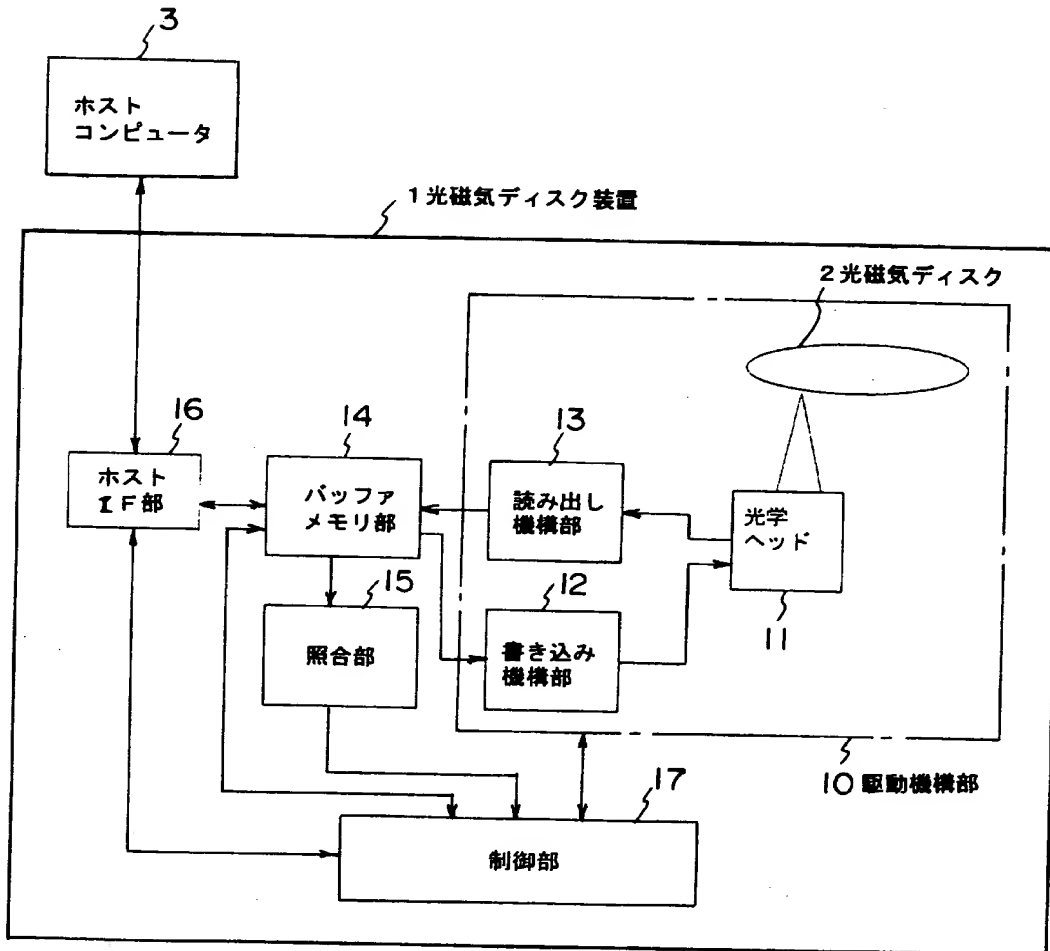 3
ホスト
コンピュータ
1光磁気ディスク装置
2光磁気ディスク
16
14
13
ホスト
IF部
バッファ
メモリ部
読み出し
機構部
光学
ヘッド
15
12
11
照合部
書き込み
機構部
10駆動機構部
17
制御部